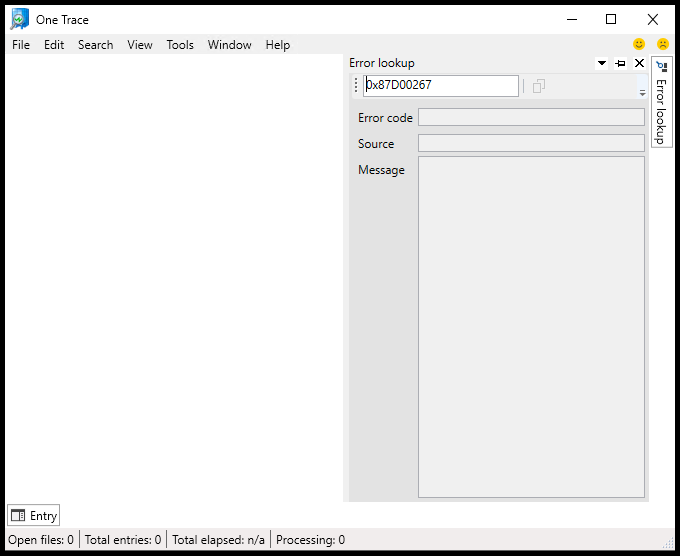 One Trace
File Edit Search View Tools Window Help
Error lookup
0x87D00267
Error code
Source
Message
Error lookup
Entry
Open files: 0 Total entries: 0 Total elapsed: n/a Processing: 0